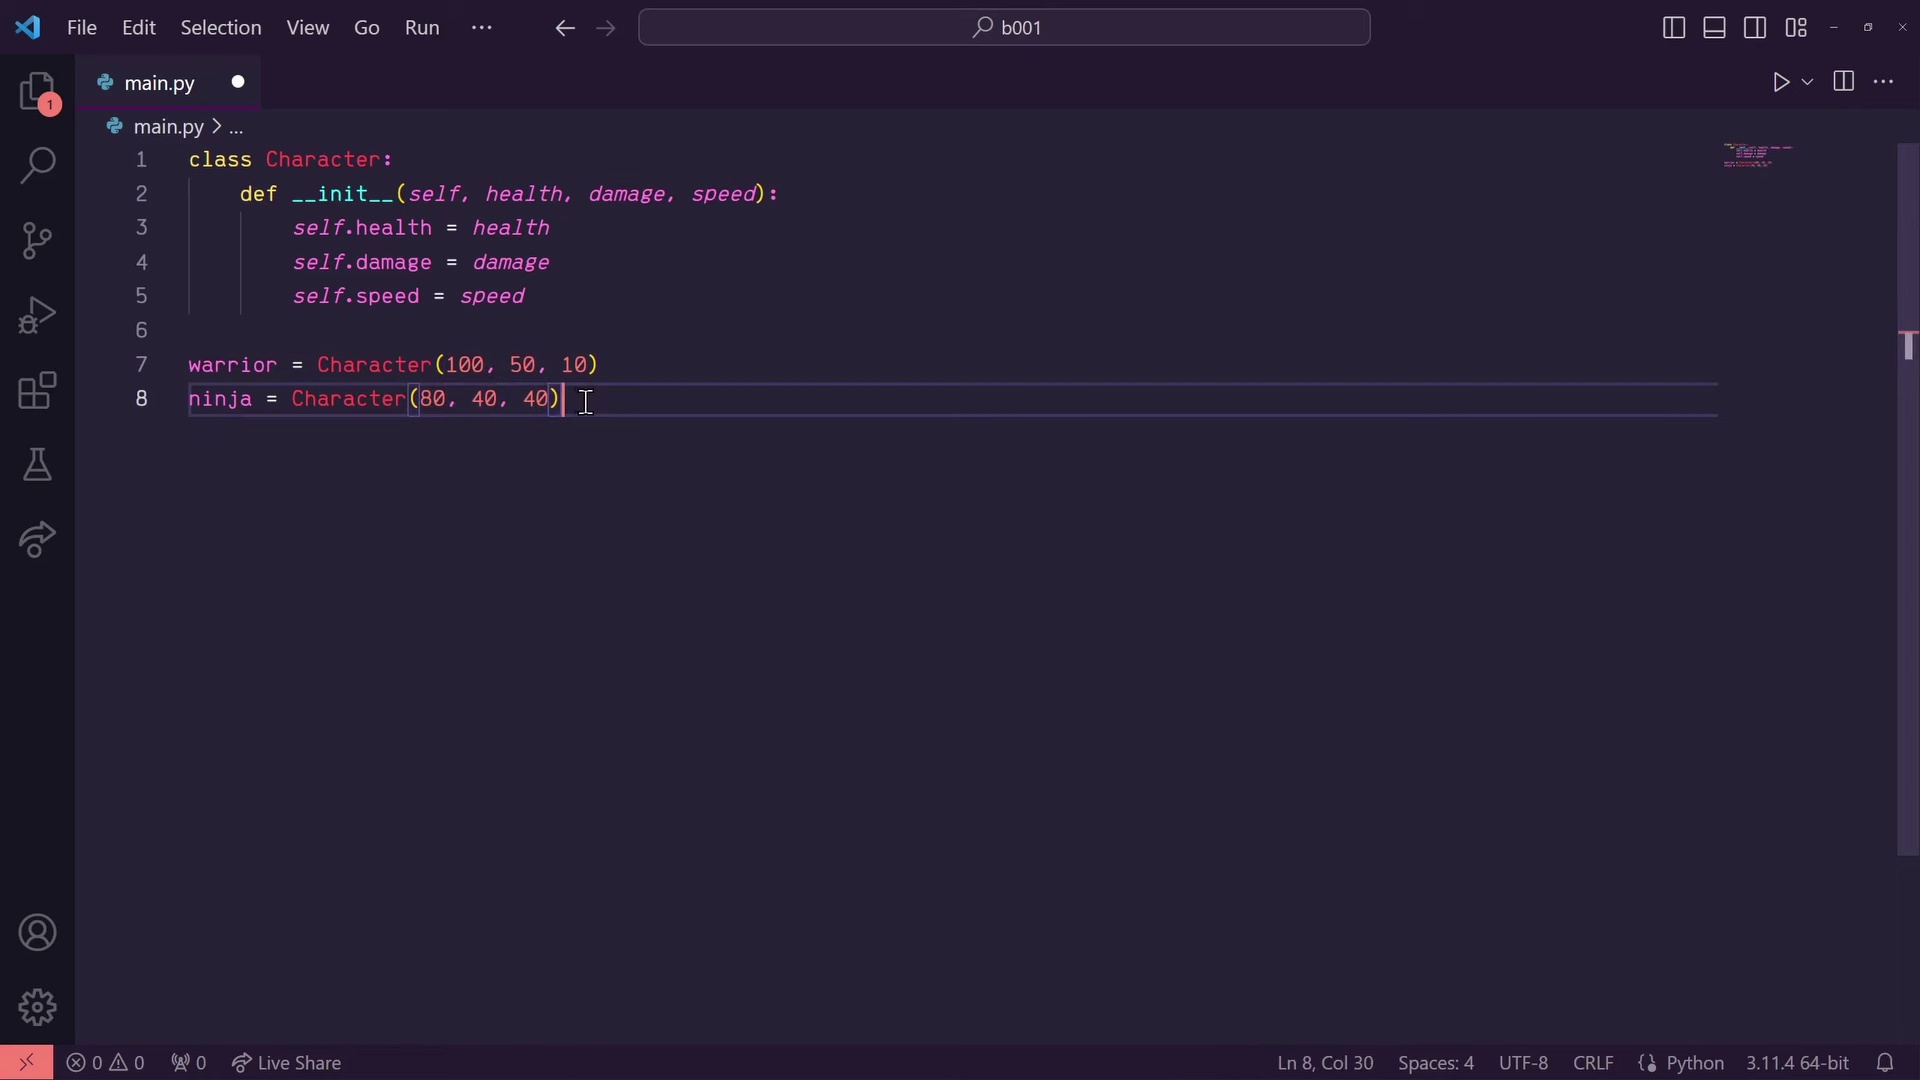 File Edit Selection View Go Run ··· b001
1
main.py
main.py > ...
1 class Character:
2 def __init__(self, health, damage, speed):
3 self.health = health
4 self.damage = damage
5 self.speed = speed
6
7 warrior = Character(100, 50, 10)
8 ninja = Character(80, 40, 40)
0 0 0 Live Share Ln 8, Col 30 Spaces: 4 UTF-8 CRLF {} Python 3.11.4 64-bit